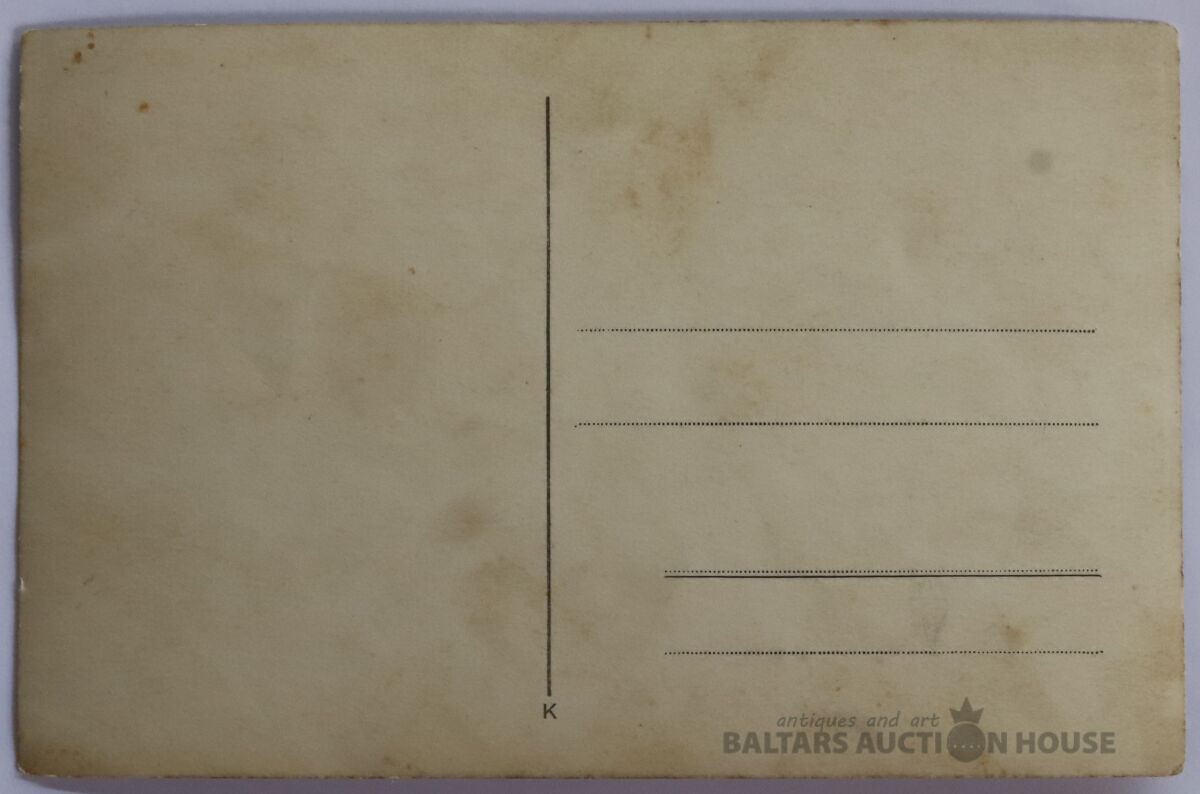 K
antiques and art
BALTARS AUCTION HOUSE